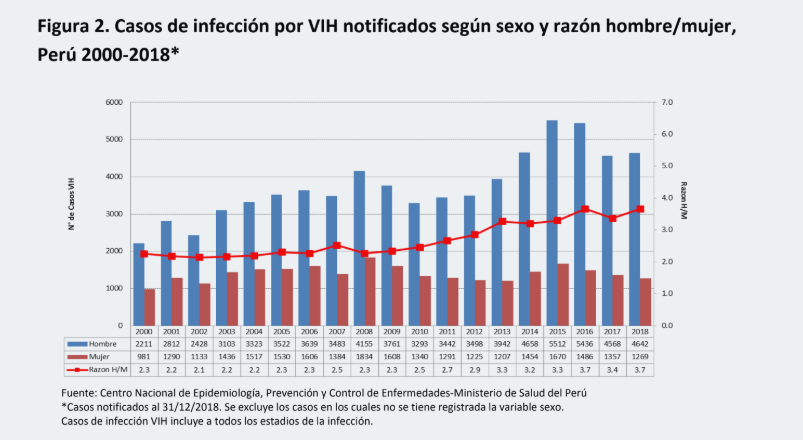 Figura 2. Casos de infección por VIH notificados según sexo y razón hombre/mujer,
Perú 2000-2018*
6000
5000
4000
3000
2000
1000
0
N° de Casos VIH
7.0
6.0
5.0
4.0
3.0
2.0
1.0
0.0
Razon H/M
2000 2001 2002 2003 2004 2005 2006 2007 2008 2009 2010 2011 2012 2013 2014 2015 2016 2017 2018
Hombre 2211 2812 2428 3103 3323 3522 3639 3483 4155 3761 3293 3442 3498 3942 4658 5512 5436 4568 4642
Mujer 981 1290 1133 1436 1517 1530 1606 1384 1834 1608 1340 1291 1225 1207 1454 1670 1486 1357 1269
Razon H/M 2.3 2.2 2.1 2.2 2.2 2.3 2.3 2.5 2.3 2.3 2.5 2.7 2.9 3.3 3.2 3.3 3.7 3.4 3.7
Fuente: Centro Nacional de Epidemiología, Prevención y Control de Enfermedades-Ministerio de Salud del Perú
*Casos notificados al 31/12/2018. Se excluye los casos en los cuales no se tiene registrada la variable sexo.
Casos de infección VIH incluye a todos los estadios de la infección.